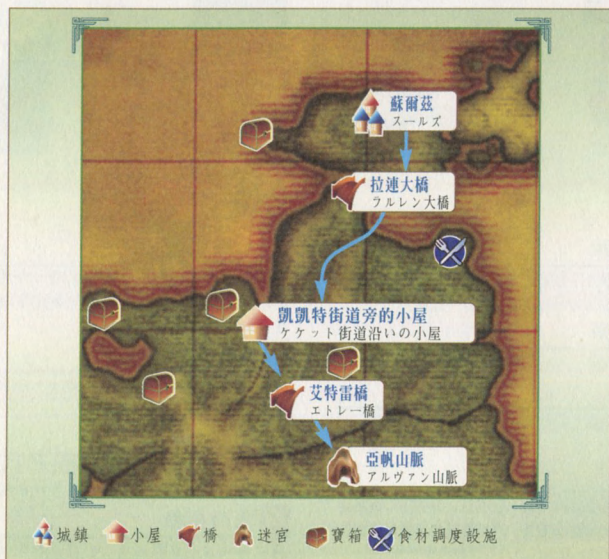 蘇爾茲
スールズ
拉連大橋
ラルレン大橋
凱凱特街道旁的小屋
ケケット街道沿いの小屋
艾特雷橋
エトレー橋
亞帆山脈
アルヴァン山脈
城鎮 小屋 橋 迷宮 寶箱 食材調度設施